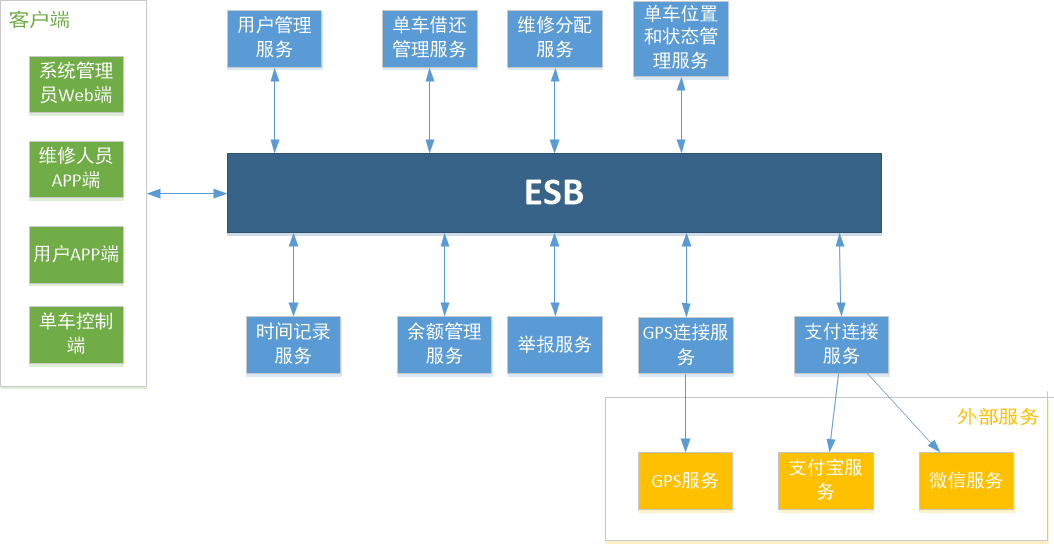 客户端
系统管理
员Web端
维修人员
APP端
用户APP端
单车控制
端
用户管理
服务
单车借还
管理服务
维修分配
服务
单车位置
和状态管
理服务
ESB
时间记录
服务
余额管理
服务
举报服务
GPS连接服
务
支付连接
服务
外部服务
GPS服务
支付宝服
务
微信服务